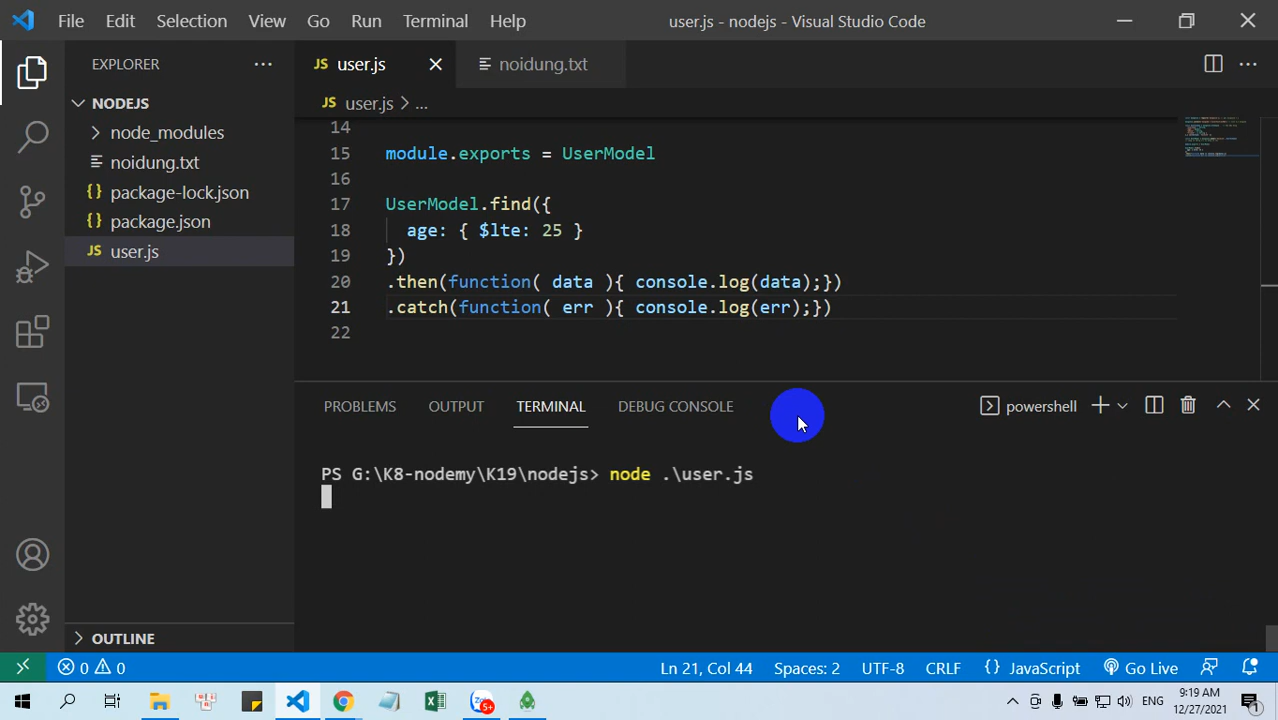 File Edit Selection View Go Run Terminal Help user.js - nodejs - Visual Studio Code
EXPLORER
NODEJS
node_modules
noidung.txt
package-lock.json
package.json
user.js
OUTLINE
user.js noidung.txt
user.js > ...
14
15 module.exports = UserModel
16
17 UserModel.find({
18 age: { $lte: 25 }
19 })
20 .then(function( data ){ console.log(data);})
21 .catch(function( err ){ console.log(err);})
22
PROBLEMS OUTPUT TERMINAL DEBUG CONSOLE powershell
PS G:\K8-nodemy\K19\nodejs> node .\user.js
0 0 Ln 21, Col 44 Spaces: 2 UTF-8 CRLF JavaScript Go Live
5+ ENG 9:19 AM
12/27/2021 1